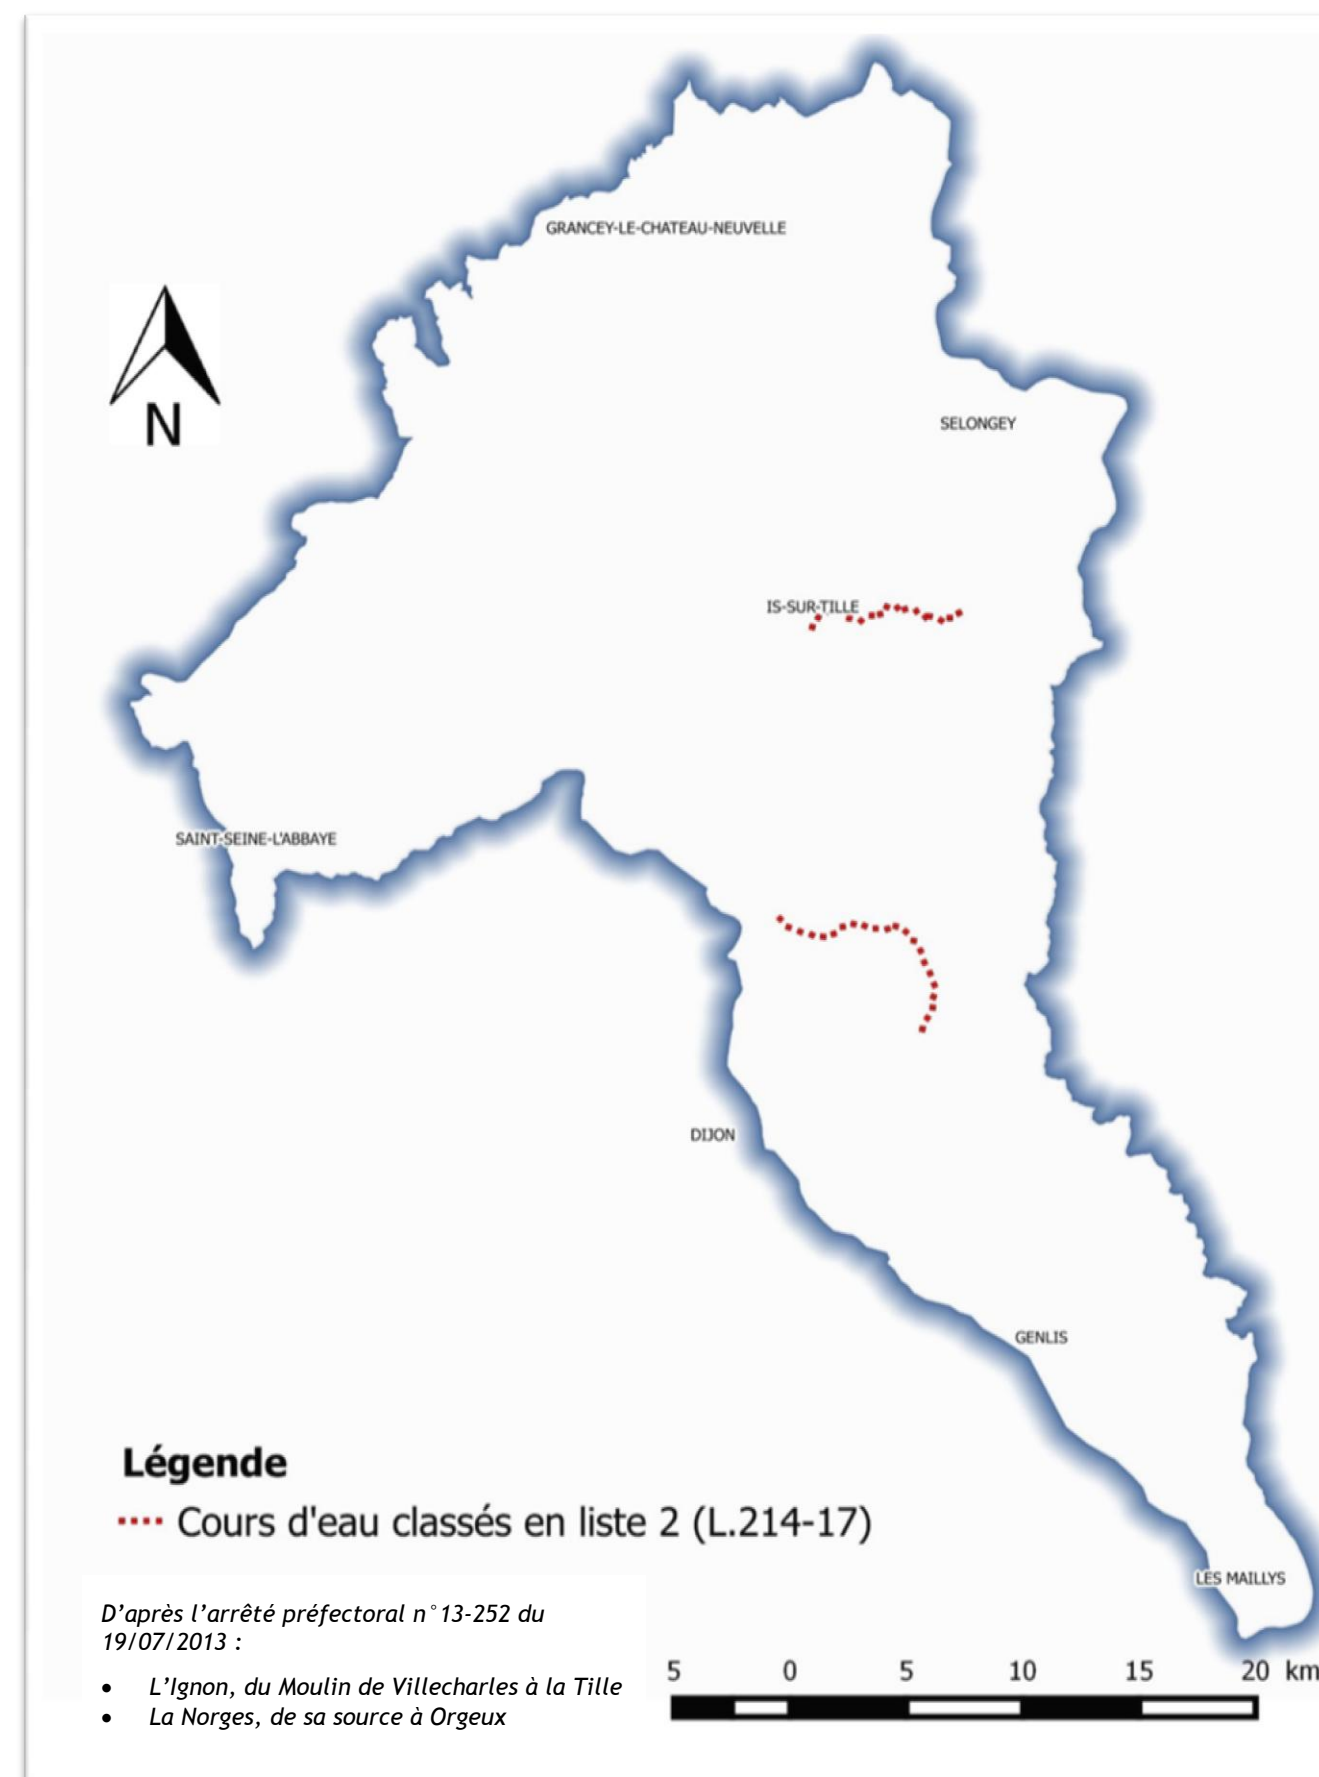 GRANCEY-LE-CHATEAU-NEUVELLE
N
SELONGEY
IS-SUR-TILLE
SAINT-SEINE-L'ABBAYE
DIJON
GENLIS
LES MAILLYS
Légende
Cours d'eau classés en liste 2 (L.214-17)
D'après l'arrêté préfectoral n°13-252 du
19/07/2013 :
• L'Ignon, du Moulin de Villecharles à la Tille
• La Norges, de sa source à Orgeux
5 0 5 10 15 20 km